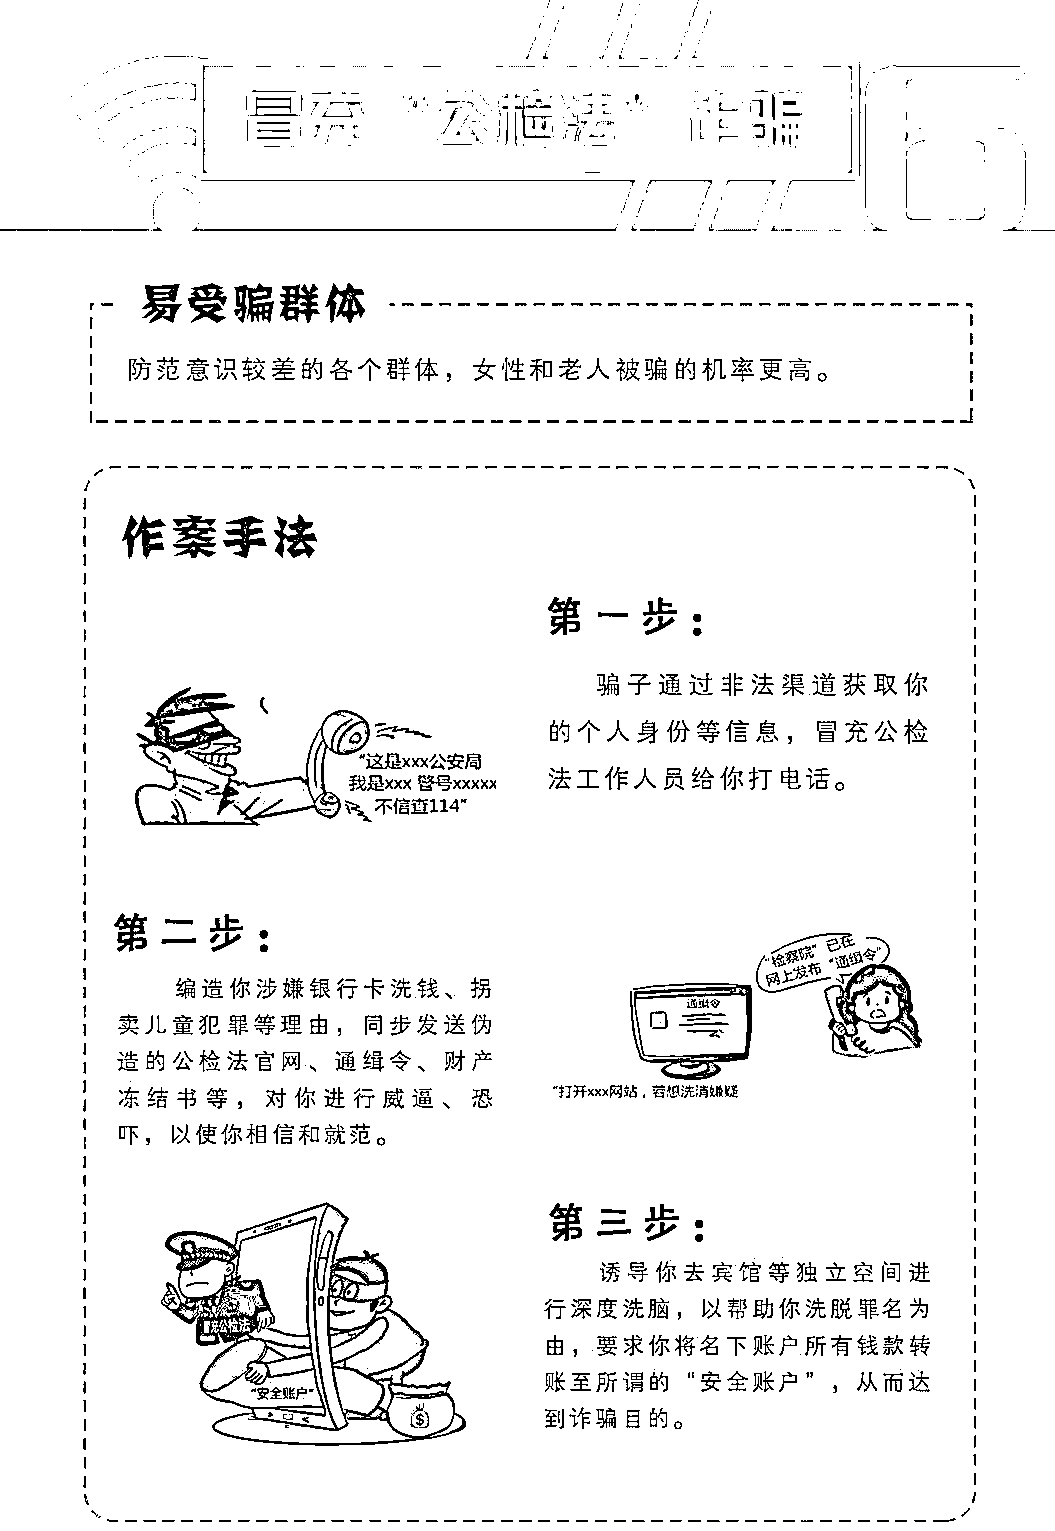 冒充“公检法”诈骗
易受骗群体
防范意识较差的各个群体，女性和老人被骗的机率更高。
作案手法
第一步：
骗子通过非法渠道获取你
的个人身份等信息，冒充公检
法工作人员给你打电话。
“这是xxx公安局
我是xxx 警号xxxxx
不信查114”
第二步：
编造你涉嫌银行卡洗钱、拐
卖儿童犯罪等理由，同步发送伪
造的公检法官网、通缉令、财产
冻结书等，对你进行威逼、恐
吓，以使你相信和就范。
“检察院”已在
网上发布“通缉令”
通缉令
“打开xxx网站，若想洗清嫌疑
第三步：
诱导你去宾馆等独立空间进
行深度洗脑，以帮助你洗脱罪名为
由，要求你将名下账户所有钱款转
账至所谓的“安全账户”，从而达
到诈骗目的。
冒充公检法
“安全账户”
$